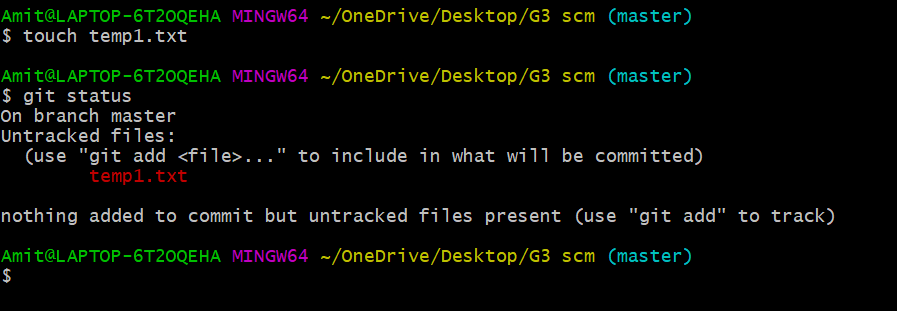 Amit@LAPTOP-6T2OQEHA MINGW64 ~/OneDrive/Desktop/G3 scm (master)
$ touch temp1.txt
Amit@LAPTOP-6T2OQEHA MINGW64 ~/OneDrive/Desktop/G3 scm (master)
$ git status
On branch master
Untracked files:
  (use "git add <file>..." to include in what will be committed)
        temp1.txt
nothing added to commit but untracked files present (use "git add" to track)
Amit@LAPTOP-6T2OQEHA MINGW64 ~/OneDrive/Desktop/G3 scm (master)
$